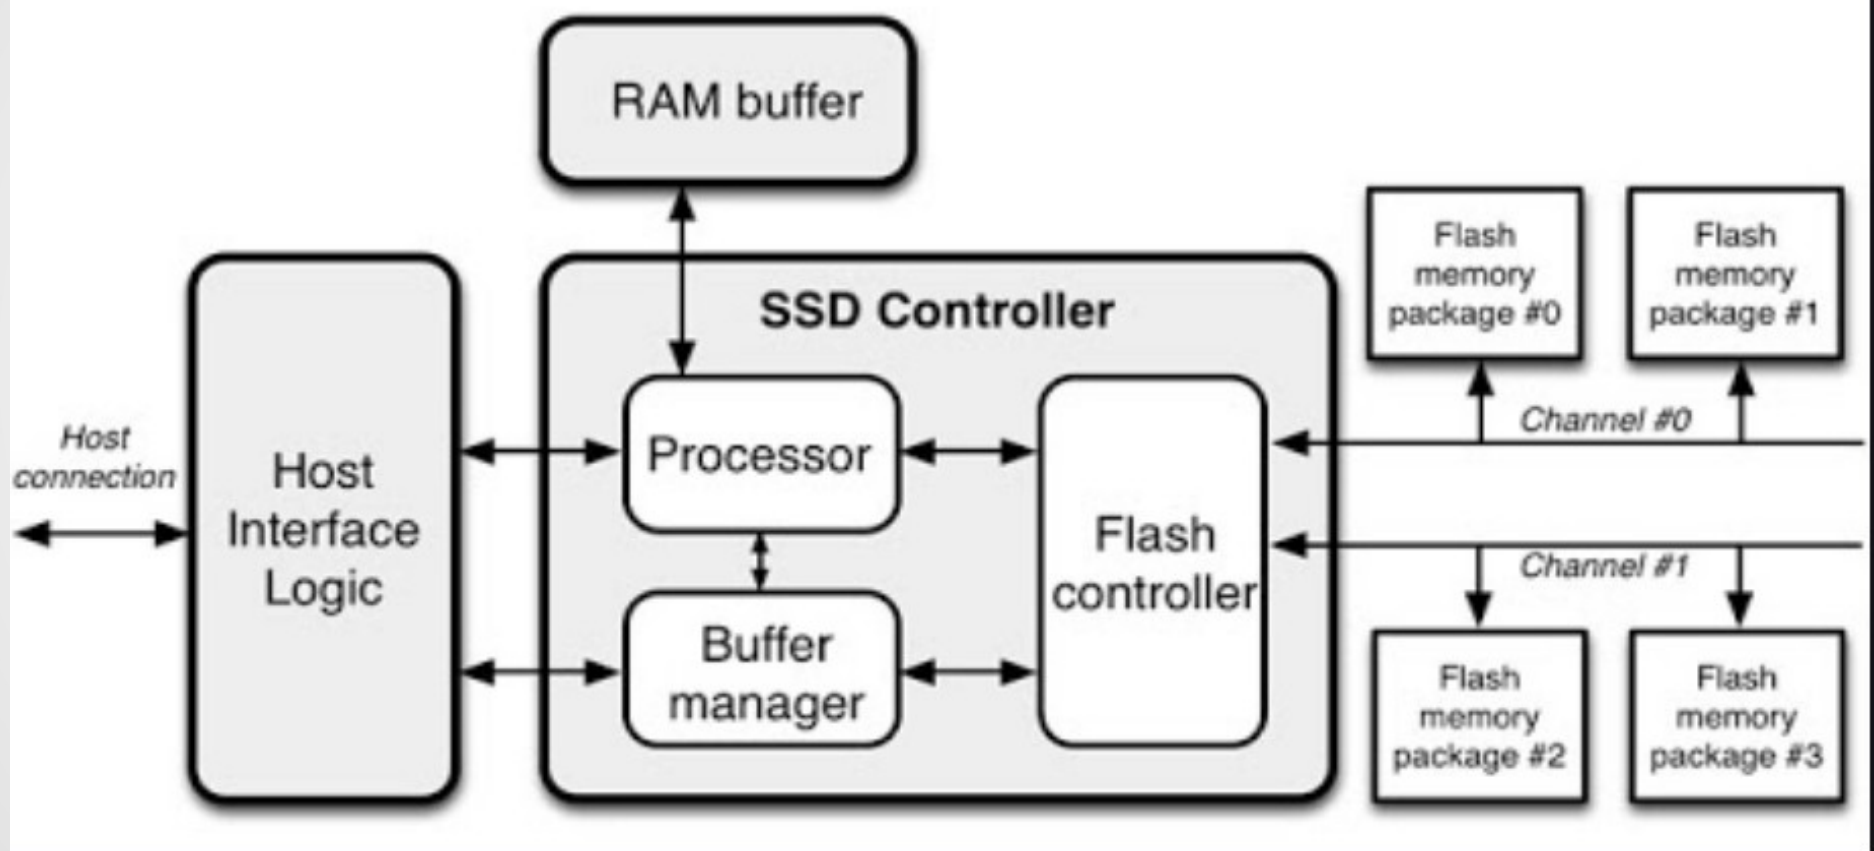 RAM buffer
SSD Controller
Host
connection
Host
Interface
Logic
Processor
Buffer
manager
Flash
controller
Flash
memory
package #0
Flash
memory
package #1
Channel #0
Channel #1
Flash
memory
package #2
Flash
memory
package #3